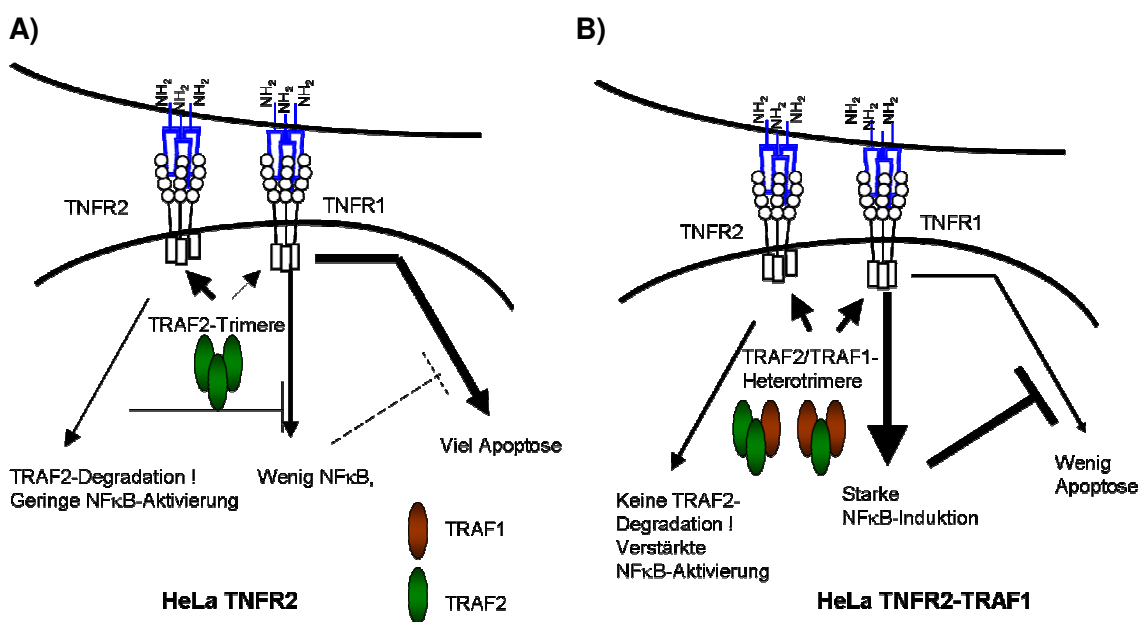 A)
NH2 NH2 NH2
NH2 NH2 NH2
TNFR2
TNFR1
TRAF2-Trimere
Viel Apoptose
TRAF2-Degradation !
Geringe NFκB-Aktivierung
Wenig NFκB,
TRAF1
TRAF2
HeLa TNFR2
B)
NH2 NH2 NH2
NH2 NH2 NH2
TNFR2
TNFR1
TRAF2/TRAF1-
Heterotrimere
Wenig
Apoptose
Keine TRAF2-
Degradation !
Verstärkte
NFκB-Aktivierung
Starke
NFκB-Induktion
HeLa TNFR2-TRAF1